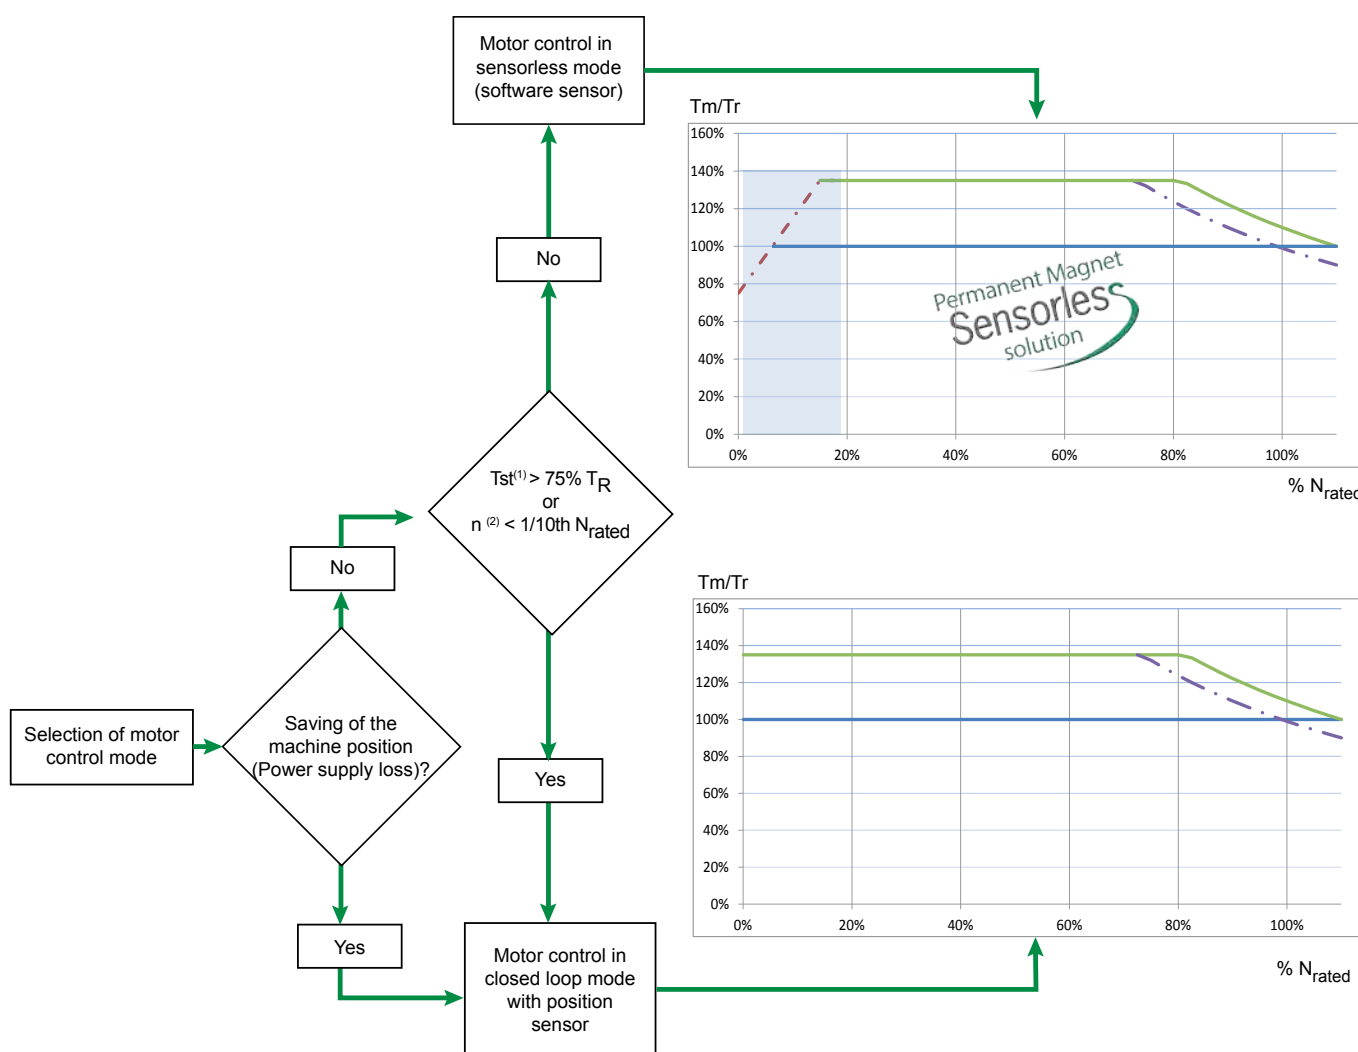 Motor control in
sensorless mode
(software sensor)
No
Tst(1) > 75% TR
or
n (2) < 1/10th Nrated
No
Selection of motor
control mode
Saving of the
machine position
(Power supply loss)?
Yes
Yes
Motor control in
closed loop mode
with position
sensor
Tm/Tr
160%
140%
120%
100%
80%
60%
40%
20%
0%
0% 20% 40% 60% 80% 100%
% Nrated
Permanent Magnet
Sensorless
solution
Tm/Tr
160%
140%
120%
100%
80%
60%
40%
20%
0%
0% 20% 40% 60% 80% 100%
% Nrated